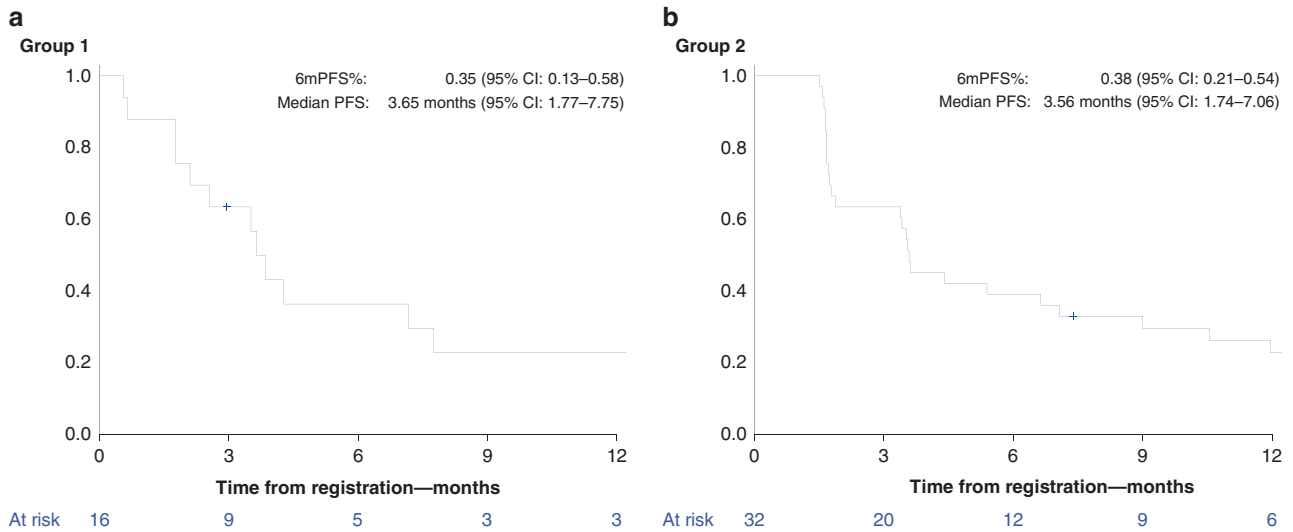 a
Group 1
6mPFS%: 0.35 (95% CI: 0.13–0.58)
Median PFS: 3.65 months (95% CI: 1.77–7.75)
1.0
0.8
0.6
0.4
0.2
0.0
0 3 6 9 12
Time from registration—months
At risk 16 9 5 3 3
b
Group 2
6mPFS%: 0.38 (95% CI: 0.21–0.54)
Median PFS: 3.56 months (95% CI: 1.74–7.06)
1.0
0.8
0.6
0.4
0.2
0.0
0 3 6 9 12
Time from registration—months
At risk 32 20 12 9 6